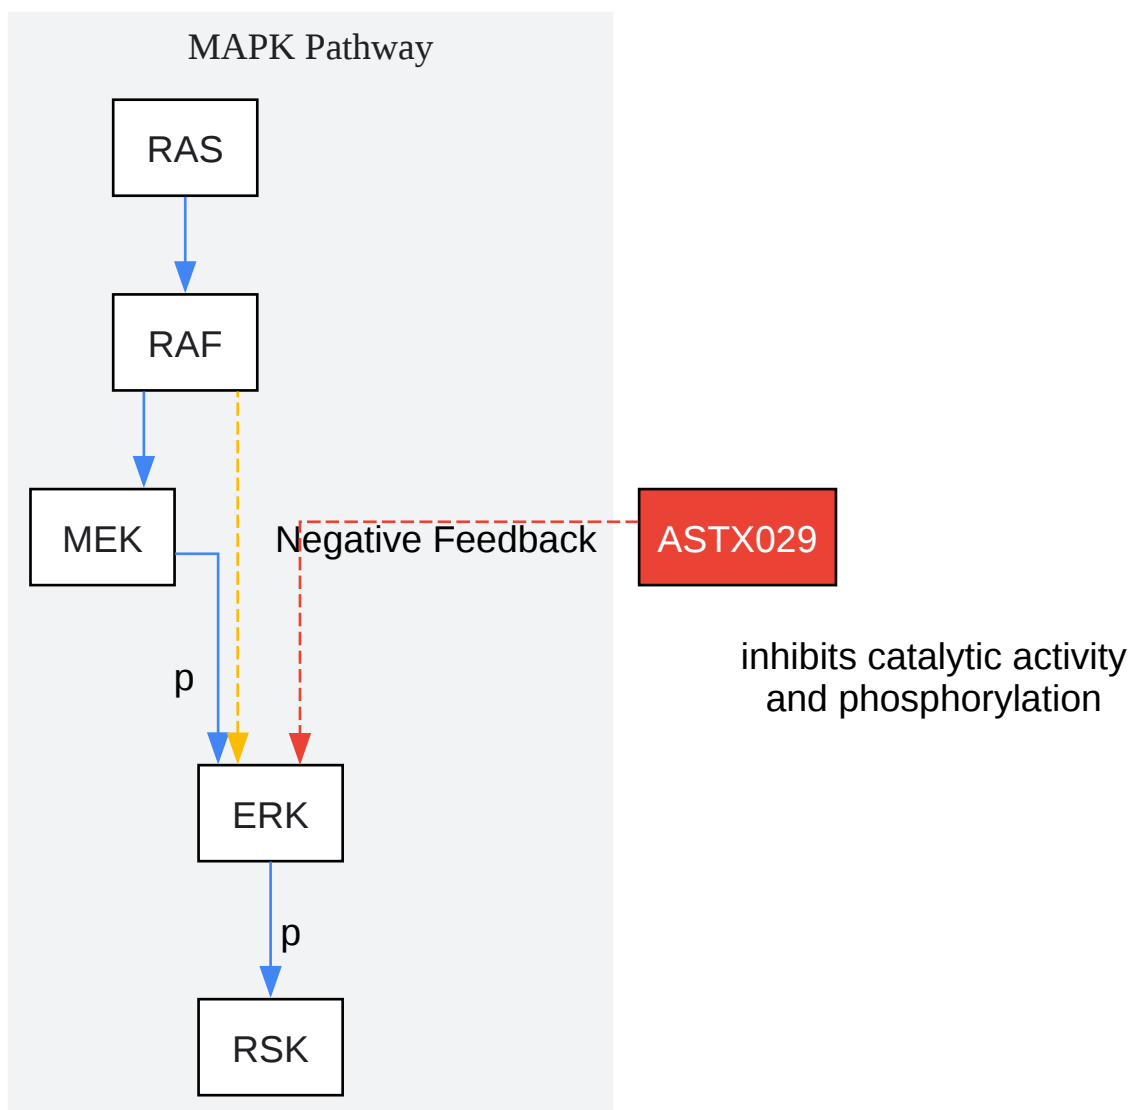 MAPK Pathway
RAS
RAF
MEK
Negative Feedback
ASTX029
inhibits catalytic activity
and phosphorylation
p
ERK
p
RSK